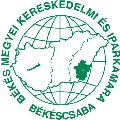 BÉKÉS MEGYEI KERESKEDELMI ÉS IPARKAMARA
BÉKÉSCSABA